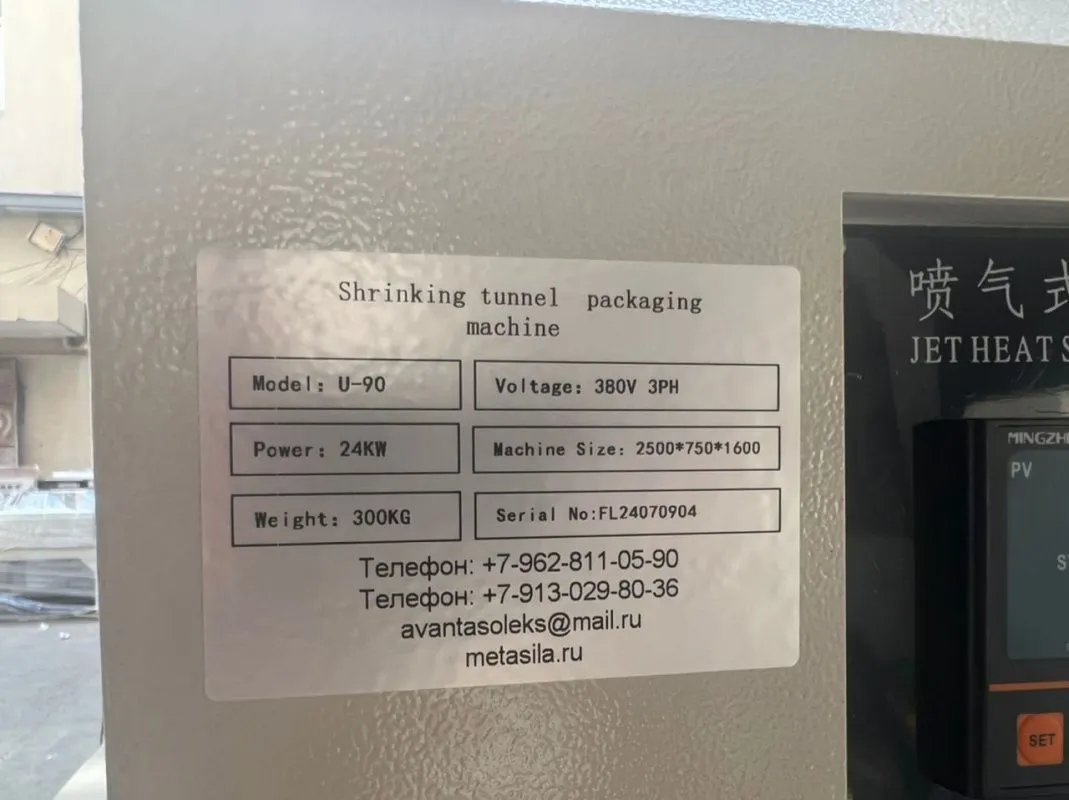 Shrinking tunnel packaging
machine
Model: U-90
Voltage: 380V 3PH
Power: 24KW
Machine Size: 2500*750*1600
Weight: 300KG
Serial No:FL24070904
Телефон: +7-962-811-05-90
Телефон: +7-913-029-80-36
avantasoleks@mail.ru
metasila.ru
喷气式
JET HEAT
PV
SET